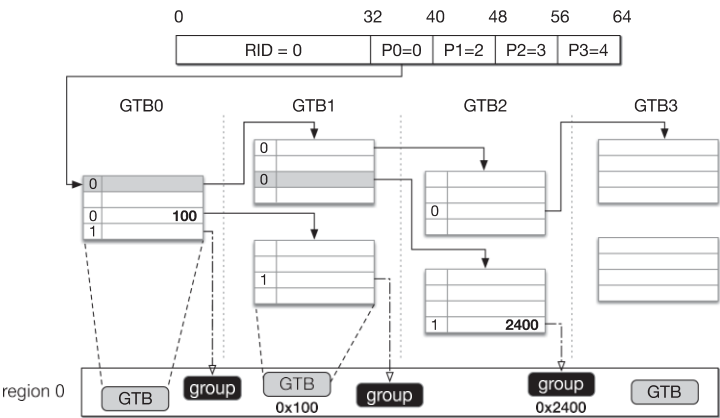 0 32 40 48 56 64
RID = 0 P0=0 P1=2 P2=3 P3=4
GTB0 GTB1 GTB2 GTB3
0
0
0
0
0 100
1
0
1
1 2400
region 0
GTB
group
GTB
0x100
group
group
0x2400
GTB